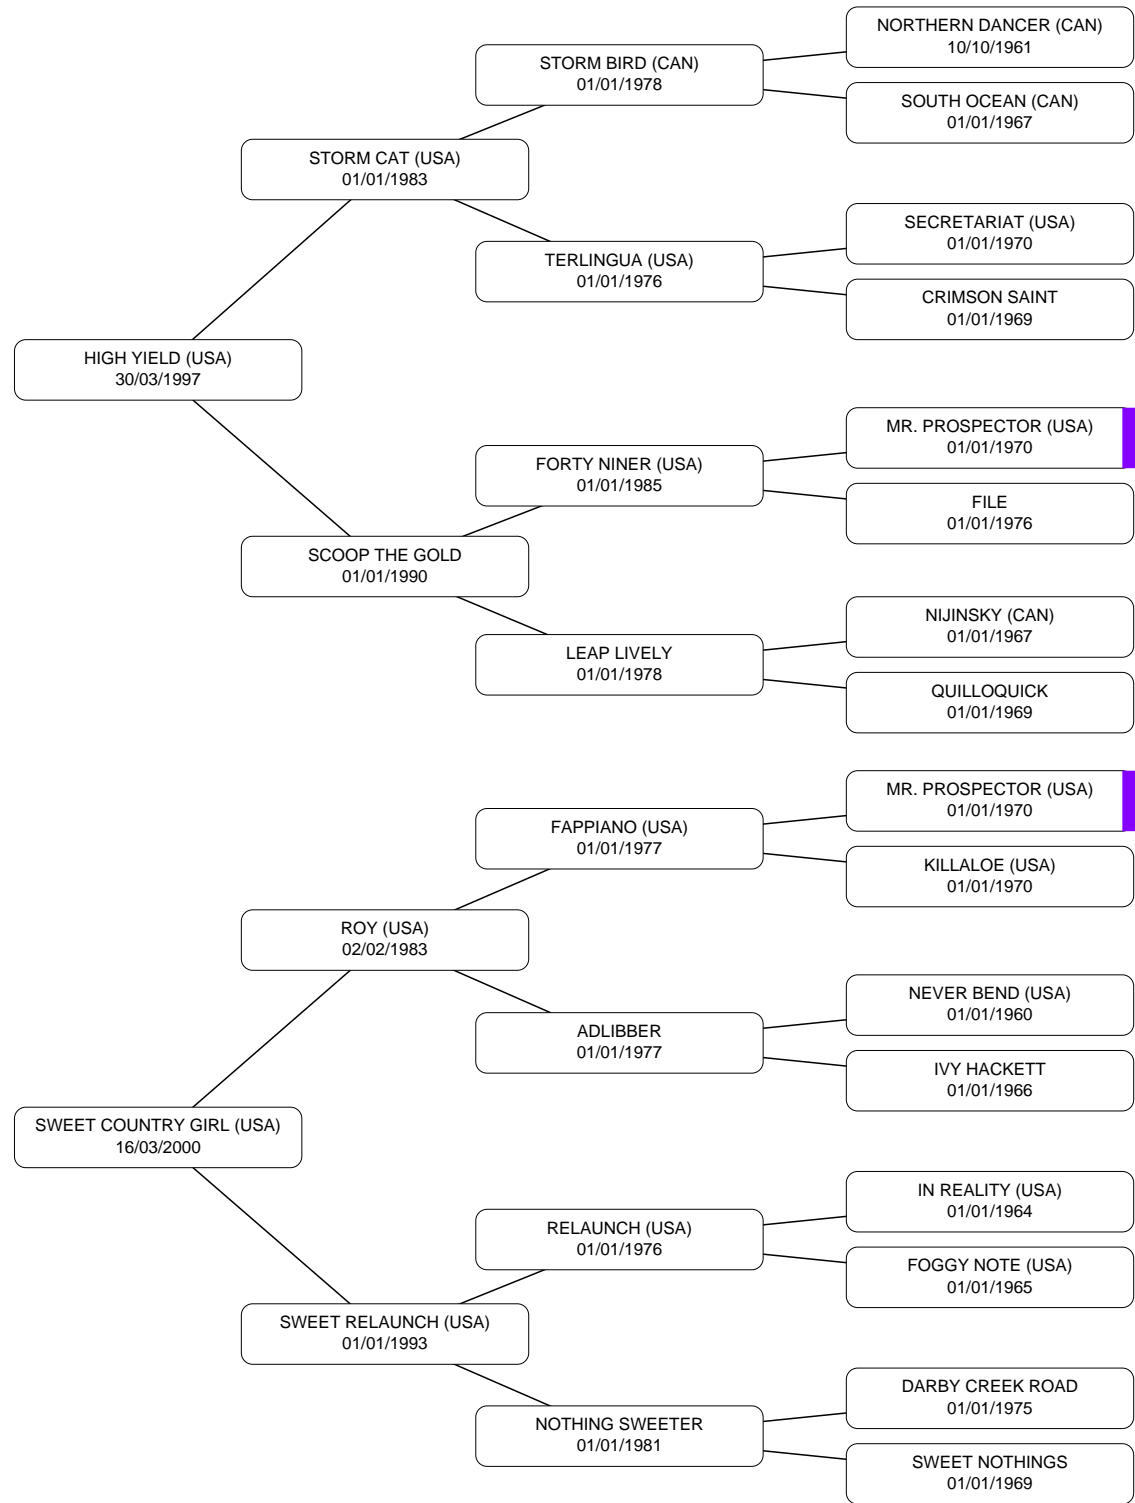 NORTHERN DANCER (CAN)
10/10/1961
STORM BIRD (CAN)
01/01/1978
SOUTH OCEAN (CAN)
01/01/1967
STORM CAT (USA)
01/01/1983
SECRETARIAT (USA)
01/01/1970
TERLINGUA (USA)
01/01/1976
CRIMSON SAINT
01/01/1969
HIGH YIELD (USA)
30/03/1997
MR. PROSPECTOR (USA)
01/01/1970
FORTY NINER (USA)
01/01/1985
FILE
01/01/1976
SCOOP THE GOLD
01/01/1990
NIJINSKY (CAN)
01/01/1967
LEAP LIVELY
01/01/1978
QUILLOQUICK
01/01/1969
MR. PROSPECTOR (USA)
01/01/1970
FAPPIANO (USA)
01/01/1977
KILLALOE (USA)
01/01/1970
ROY (USA)
02/02/1983
NEVER BEND (USA)
01/01/1960
ADLIBBER
01/01/1977
IVY HACKETT
01/01/1966
SWEET COUNTRY GIRL (USA)
16/03/2000
IN REALITY (USA)
01/01/1964
RELAUNCH (USA)
01/01/1976
FOGGY NOTE (USA)
01/01/1965
SWEET RELAUNCH (USA)
01/01/1993
DARBY CREEK ROAD
01/01/1975
NOTHING SWEETER
01/01/1981
SWEET NOTHINGS
01/01/1969